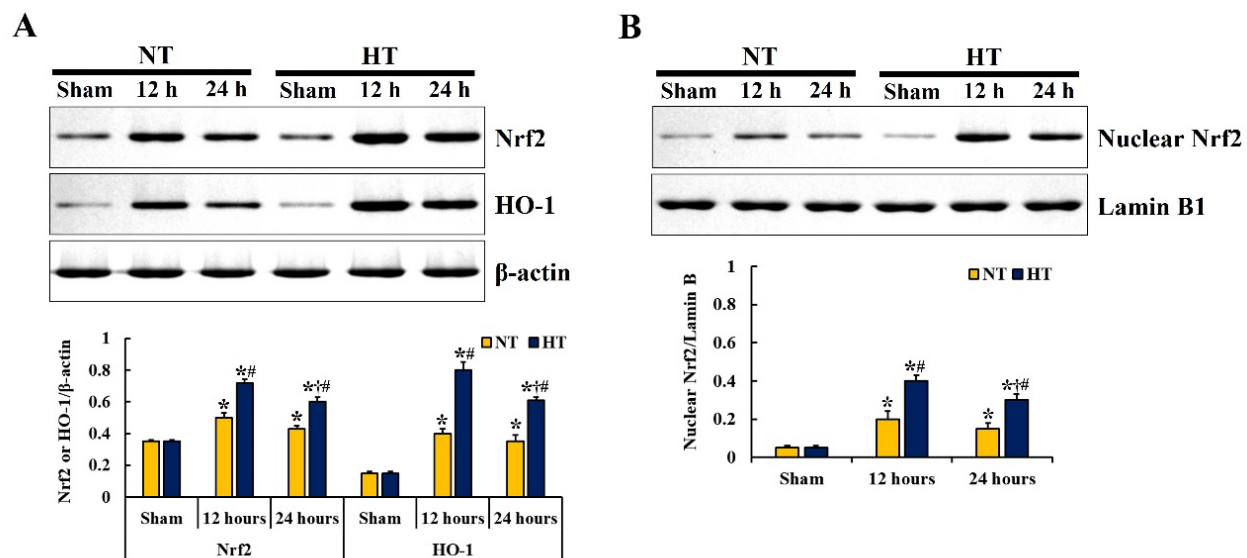 A
NT HT
Sham 12 h 24 h Sham 12 h 24 h
Nrf2
HO-1
β-actin
Nrf2 or HO-1/β-actin
1
0.8
0.6
0.4
0.2
0
NT HT
* *# * *†# * *# * *†#
Sham 12 hours 24 hours Sham 12 hours 24 hours
Nrf2 HO-1
B
NT HT
Sham 12 h 24 h Sham 12 h 24 h
Nuclear Nrf2
Lamin B1
Nuclear Nrf2/Lamin B
1
0.8
0.6
0.4
0.2
0
NT HT
* *# * *†#
Sham 12 hours 24 hours